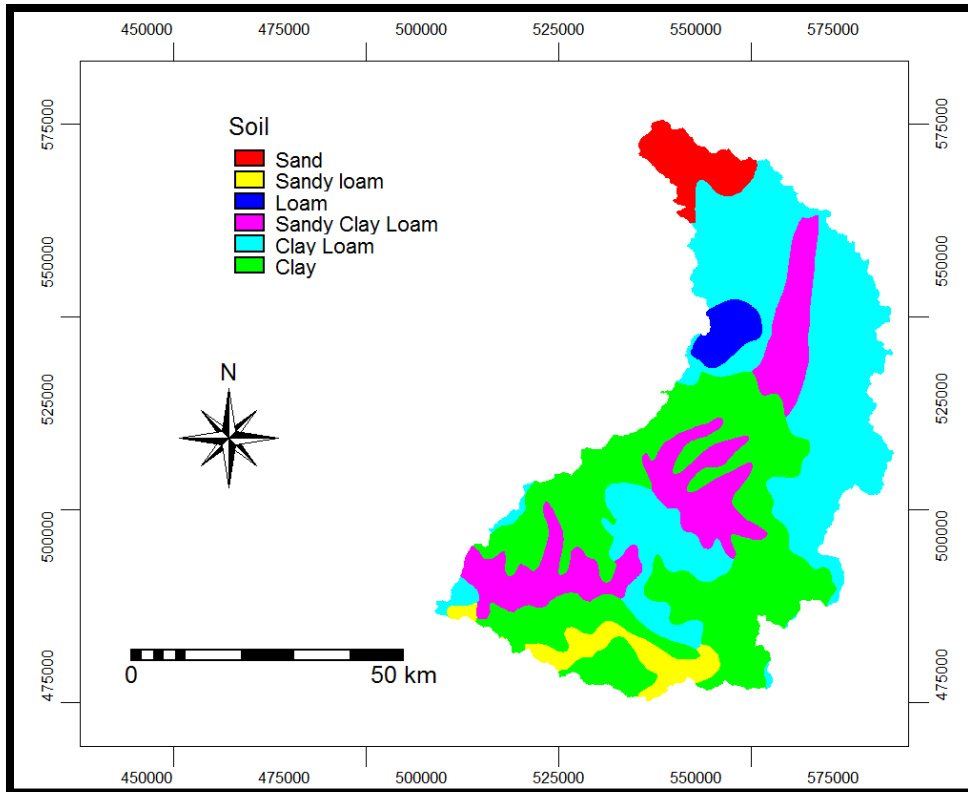 450000 475000 500000 525000 550000 575000
575000 575000
Soil
Sand
Sandy loam
Loam
Sandy Clay Loam
Clay Loam
Clay
550000 550000
N
525000 525000
500000 500000
0 50 km
475000 475000
450000 475000 500000 525000 550000 575000